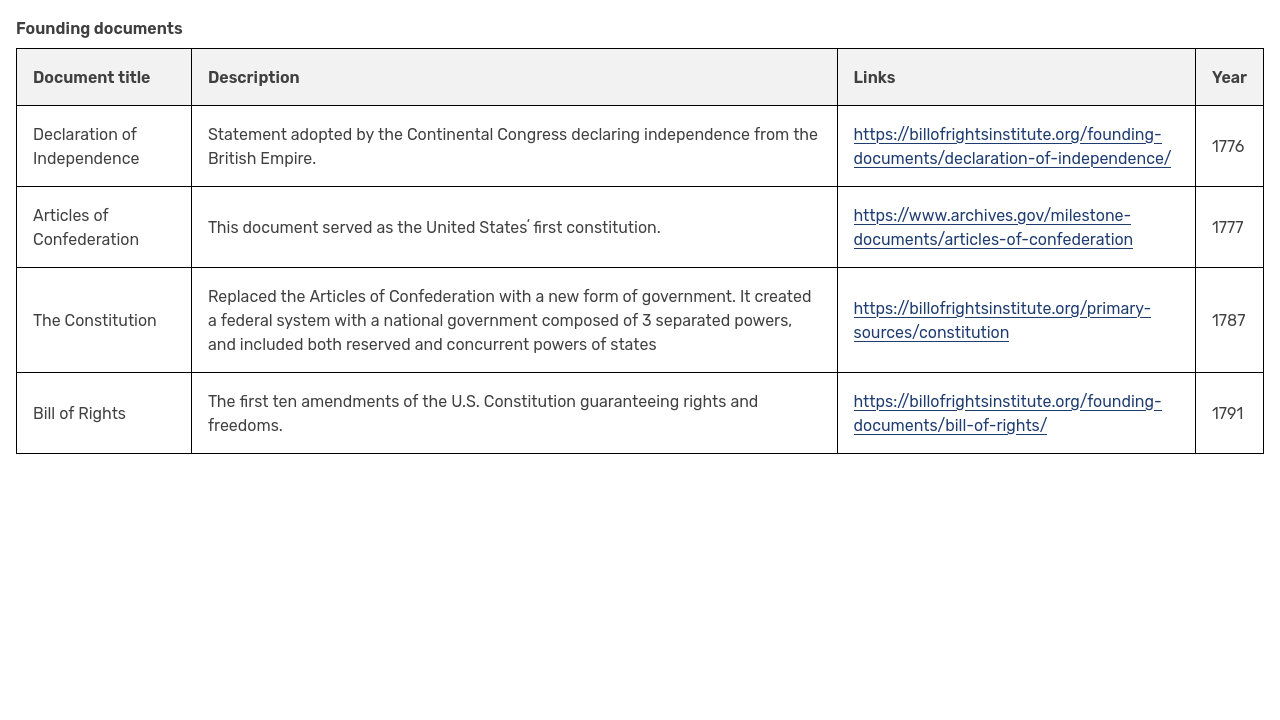 Founding documents
Document title
Description
Links
Year
Declaration of
Independence
Statement adopted by the Continental Congress declaring independence from the
British Empire.
https://billofrightsinstitute.org/founding-
documents/declaration-of-independence/
1776
Articles of
Confederation
This document served as the United States՛ first constitution.
https://www.archives.gov/milestone-
documents/articles-of-confederation
1777
The Constitution
Replaced the Articles of Confederation with a new form of government. It created
a federal system with a national government composed of 3 separated powers,
and included both reserved and concurrent powers of states
https://billofrightsinstitute.org/primary-
sources/constitution
1787
Bill of Rights
The first ten amendments of the U.S. Constitution guaranteeing rights and
freedoms.
https://billofrightsinstitute.org/founding-
documents/bill-of-rights/
1791